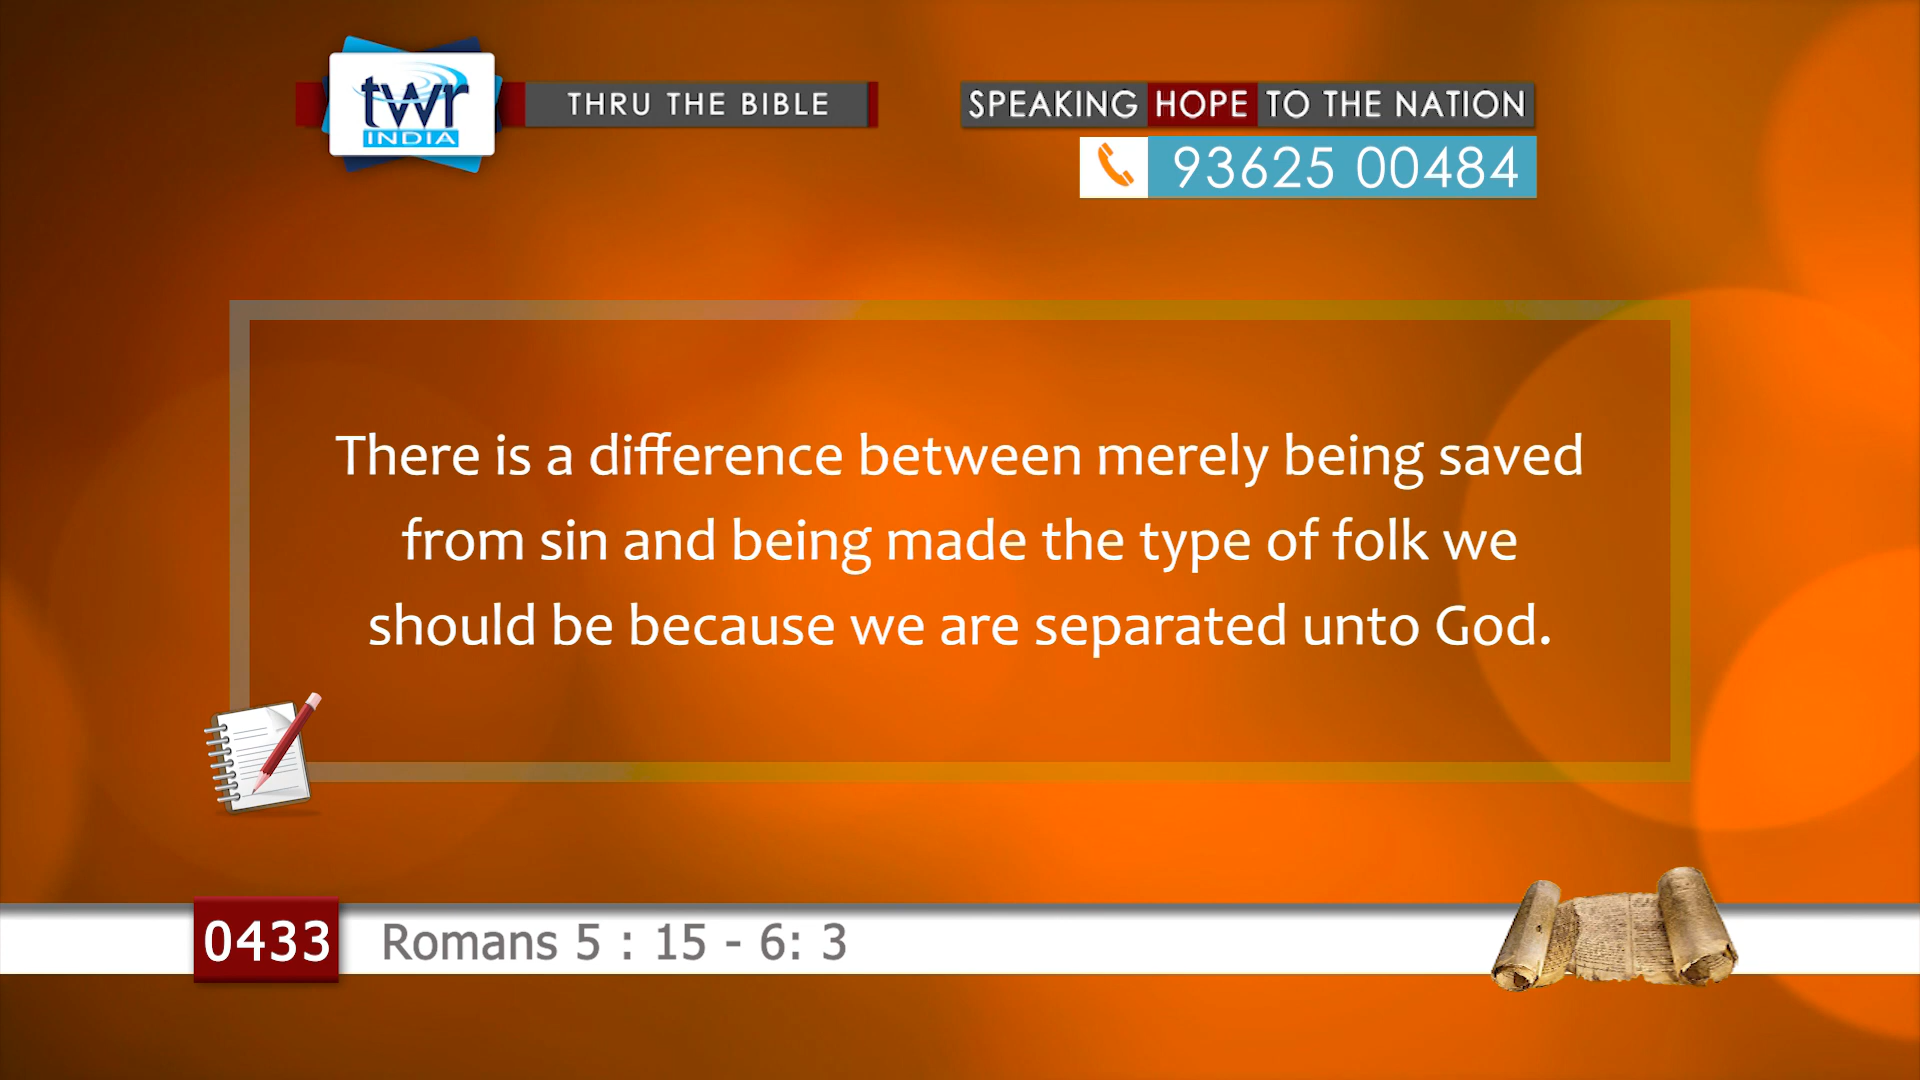 twr
INDIA
THRU THE BIBLE
SPEAKING HOPE TO THE NATION
93625 00484
There is a difference between merely being saved
from sin and being made the type of folk we
should be because we are separated unto God.
0433
Romans 5 : 15 - 6: 3